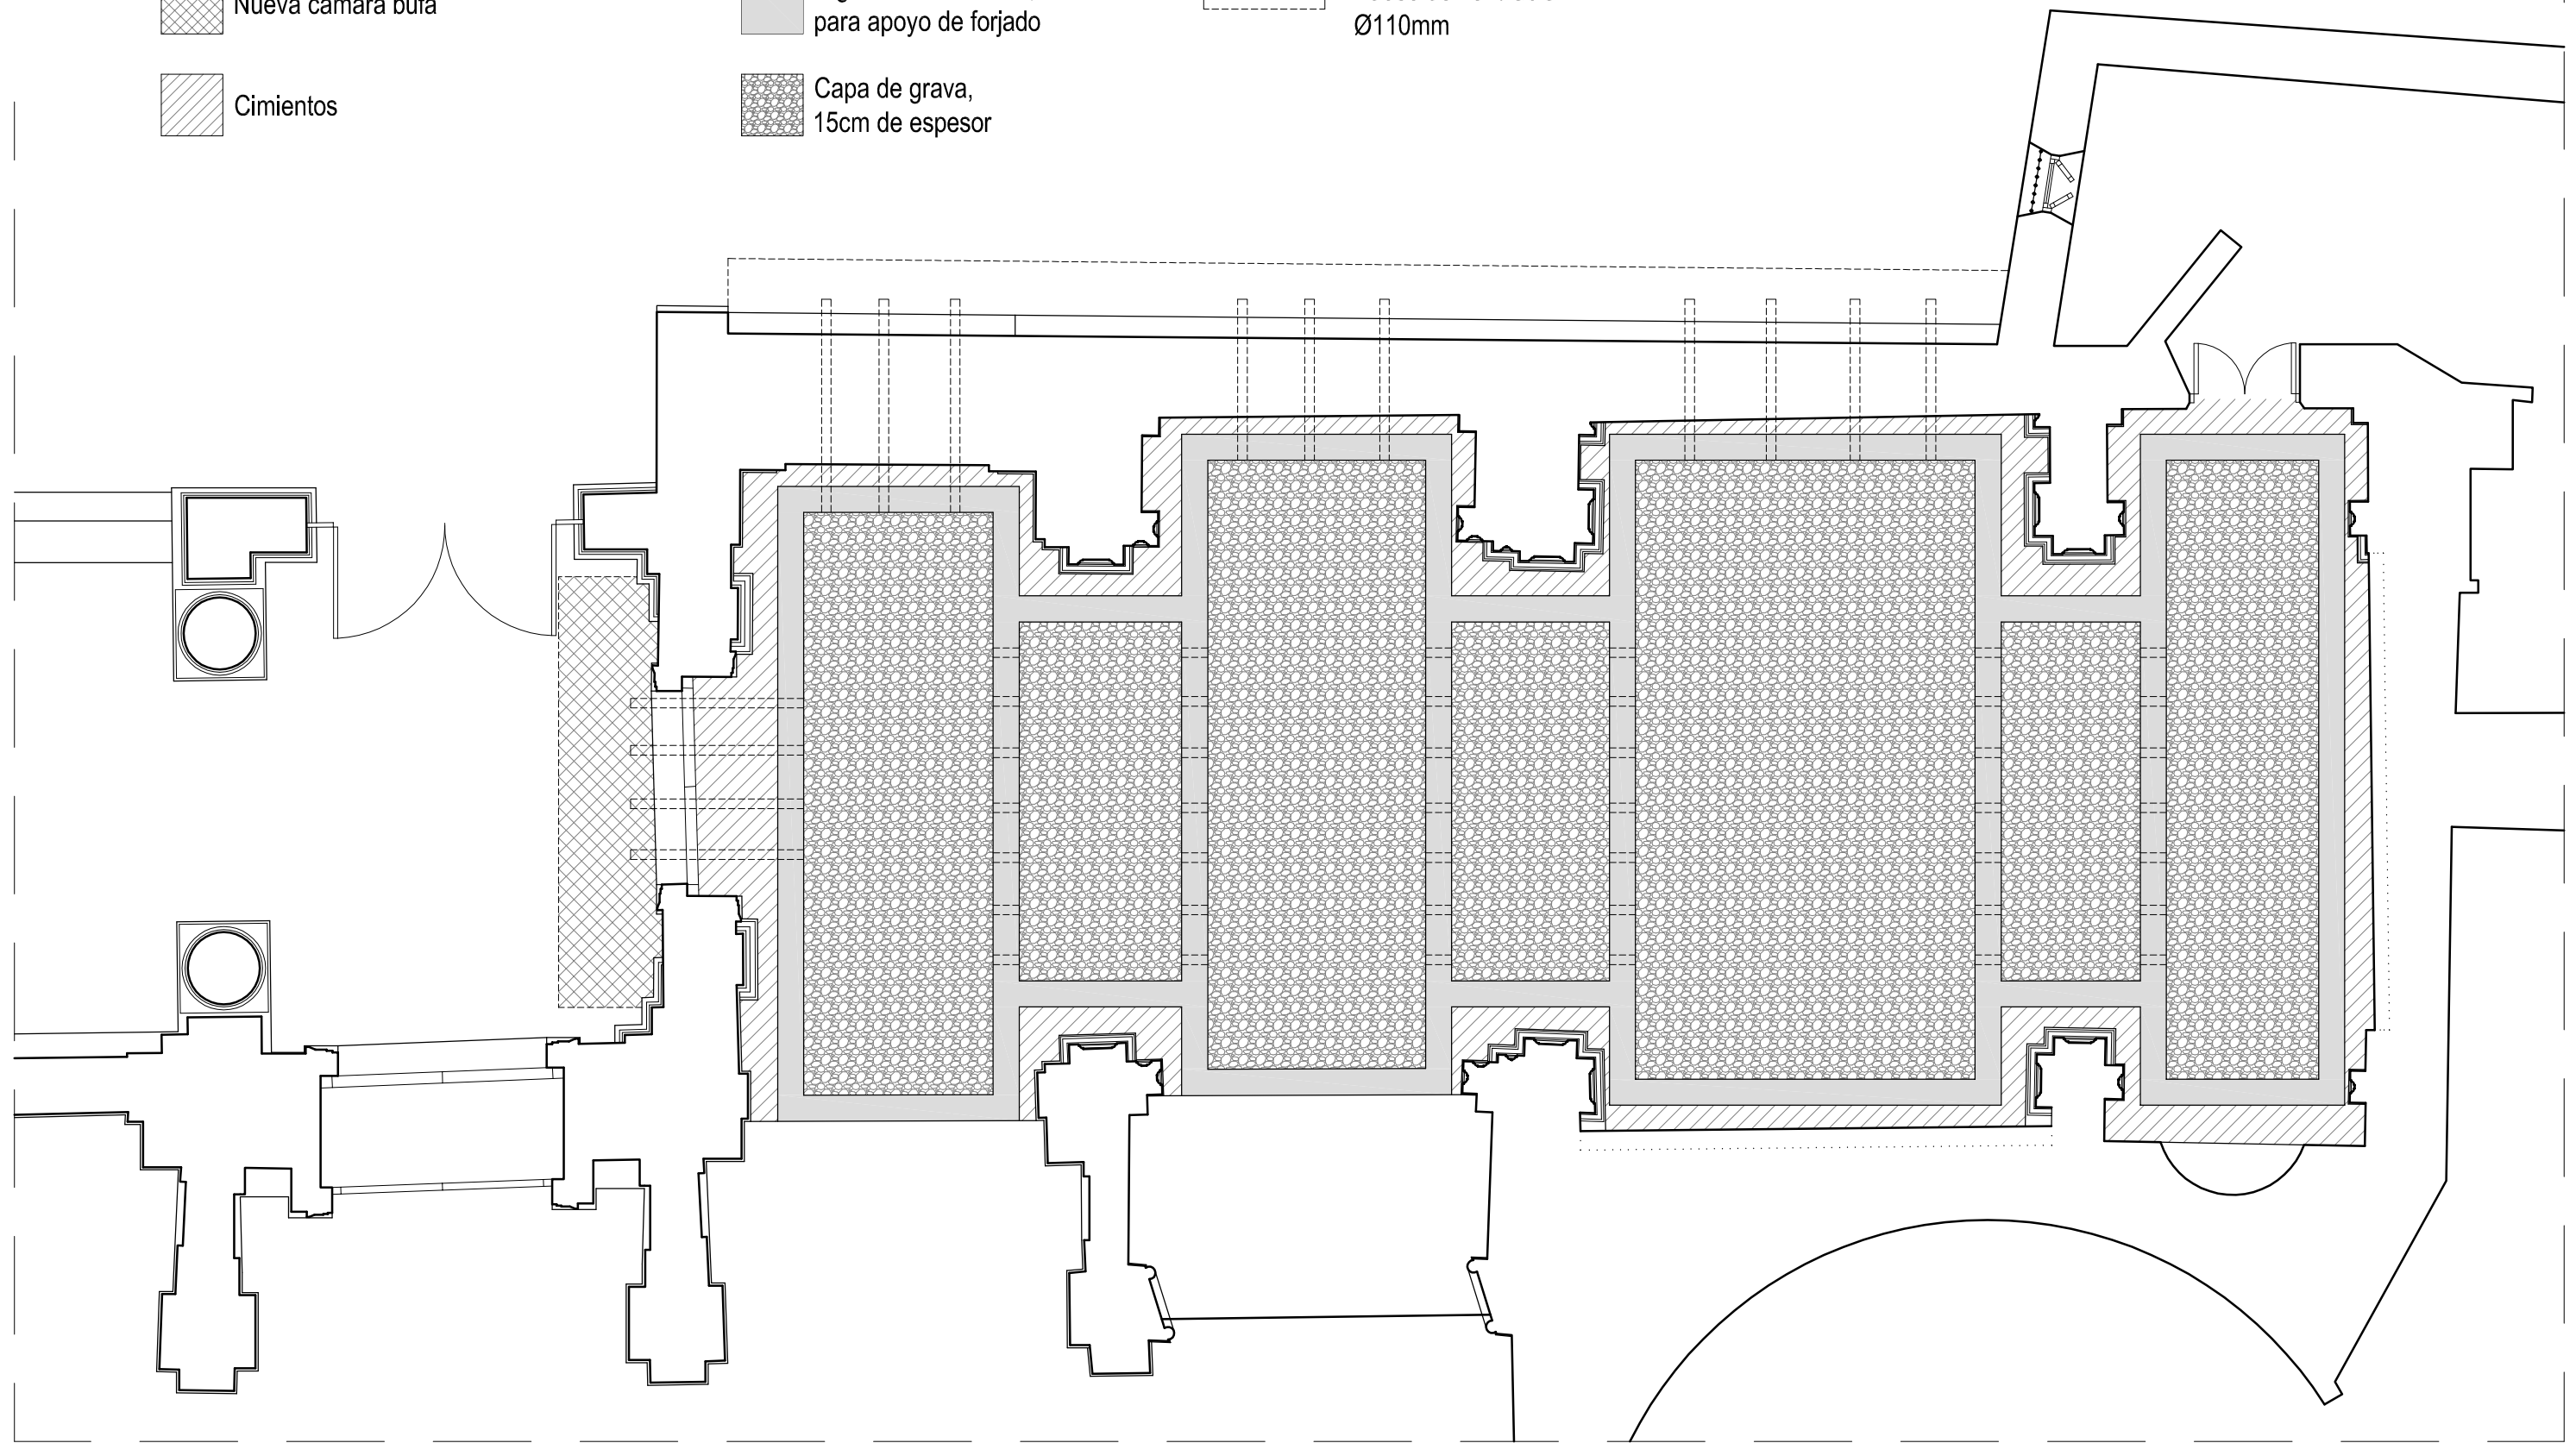 Nueva cámara bufa
Cimientos
para apoyo de forjado
Capa de grava,
15cm de espesor
Ø110mm